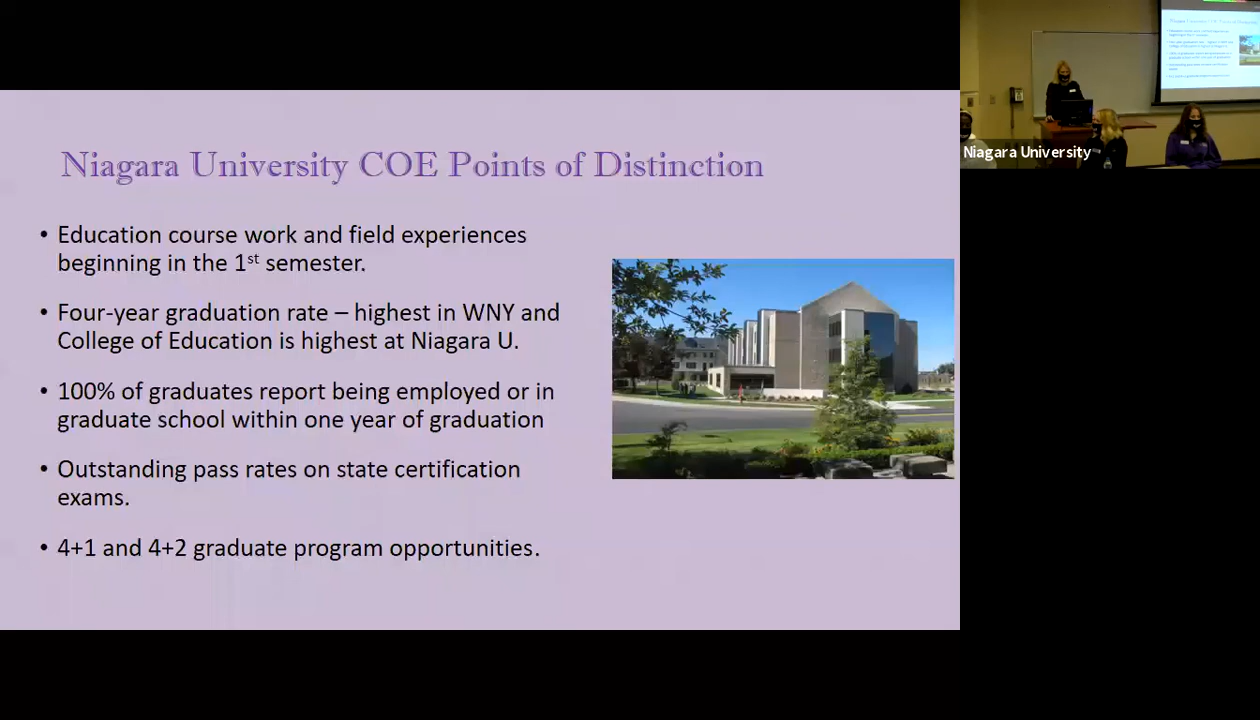 Niagara University COE Points of Distinction
• Education course work and field experiences
beginning in the 1st semester.
• Four-year graduation rate – highest in WNY and
College of Education is highest at Niagara U.
• 100% of graduates report being employed or in
graduate school within one year of graduation
• Outstanding pass rates on state certification
exams.
• 4+1 and 4+2 graduate program opportunities.
Niagara University